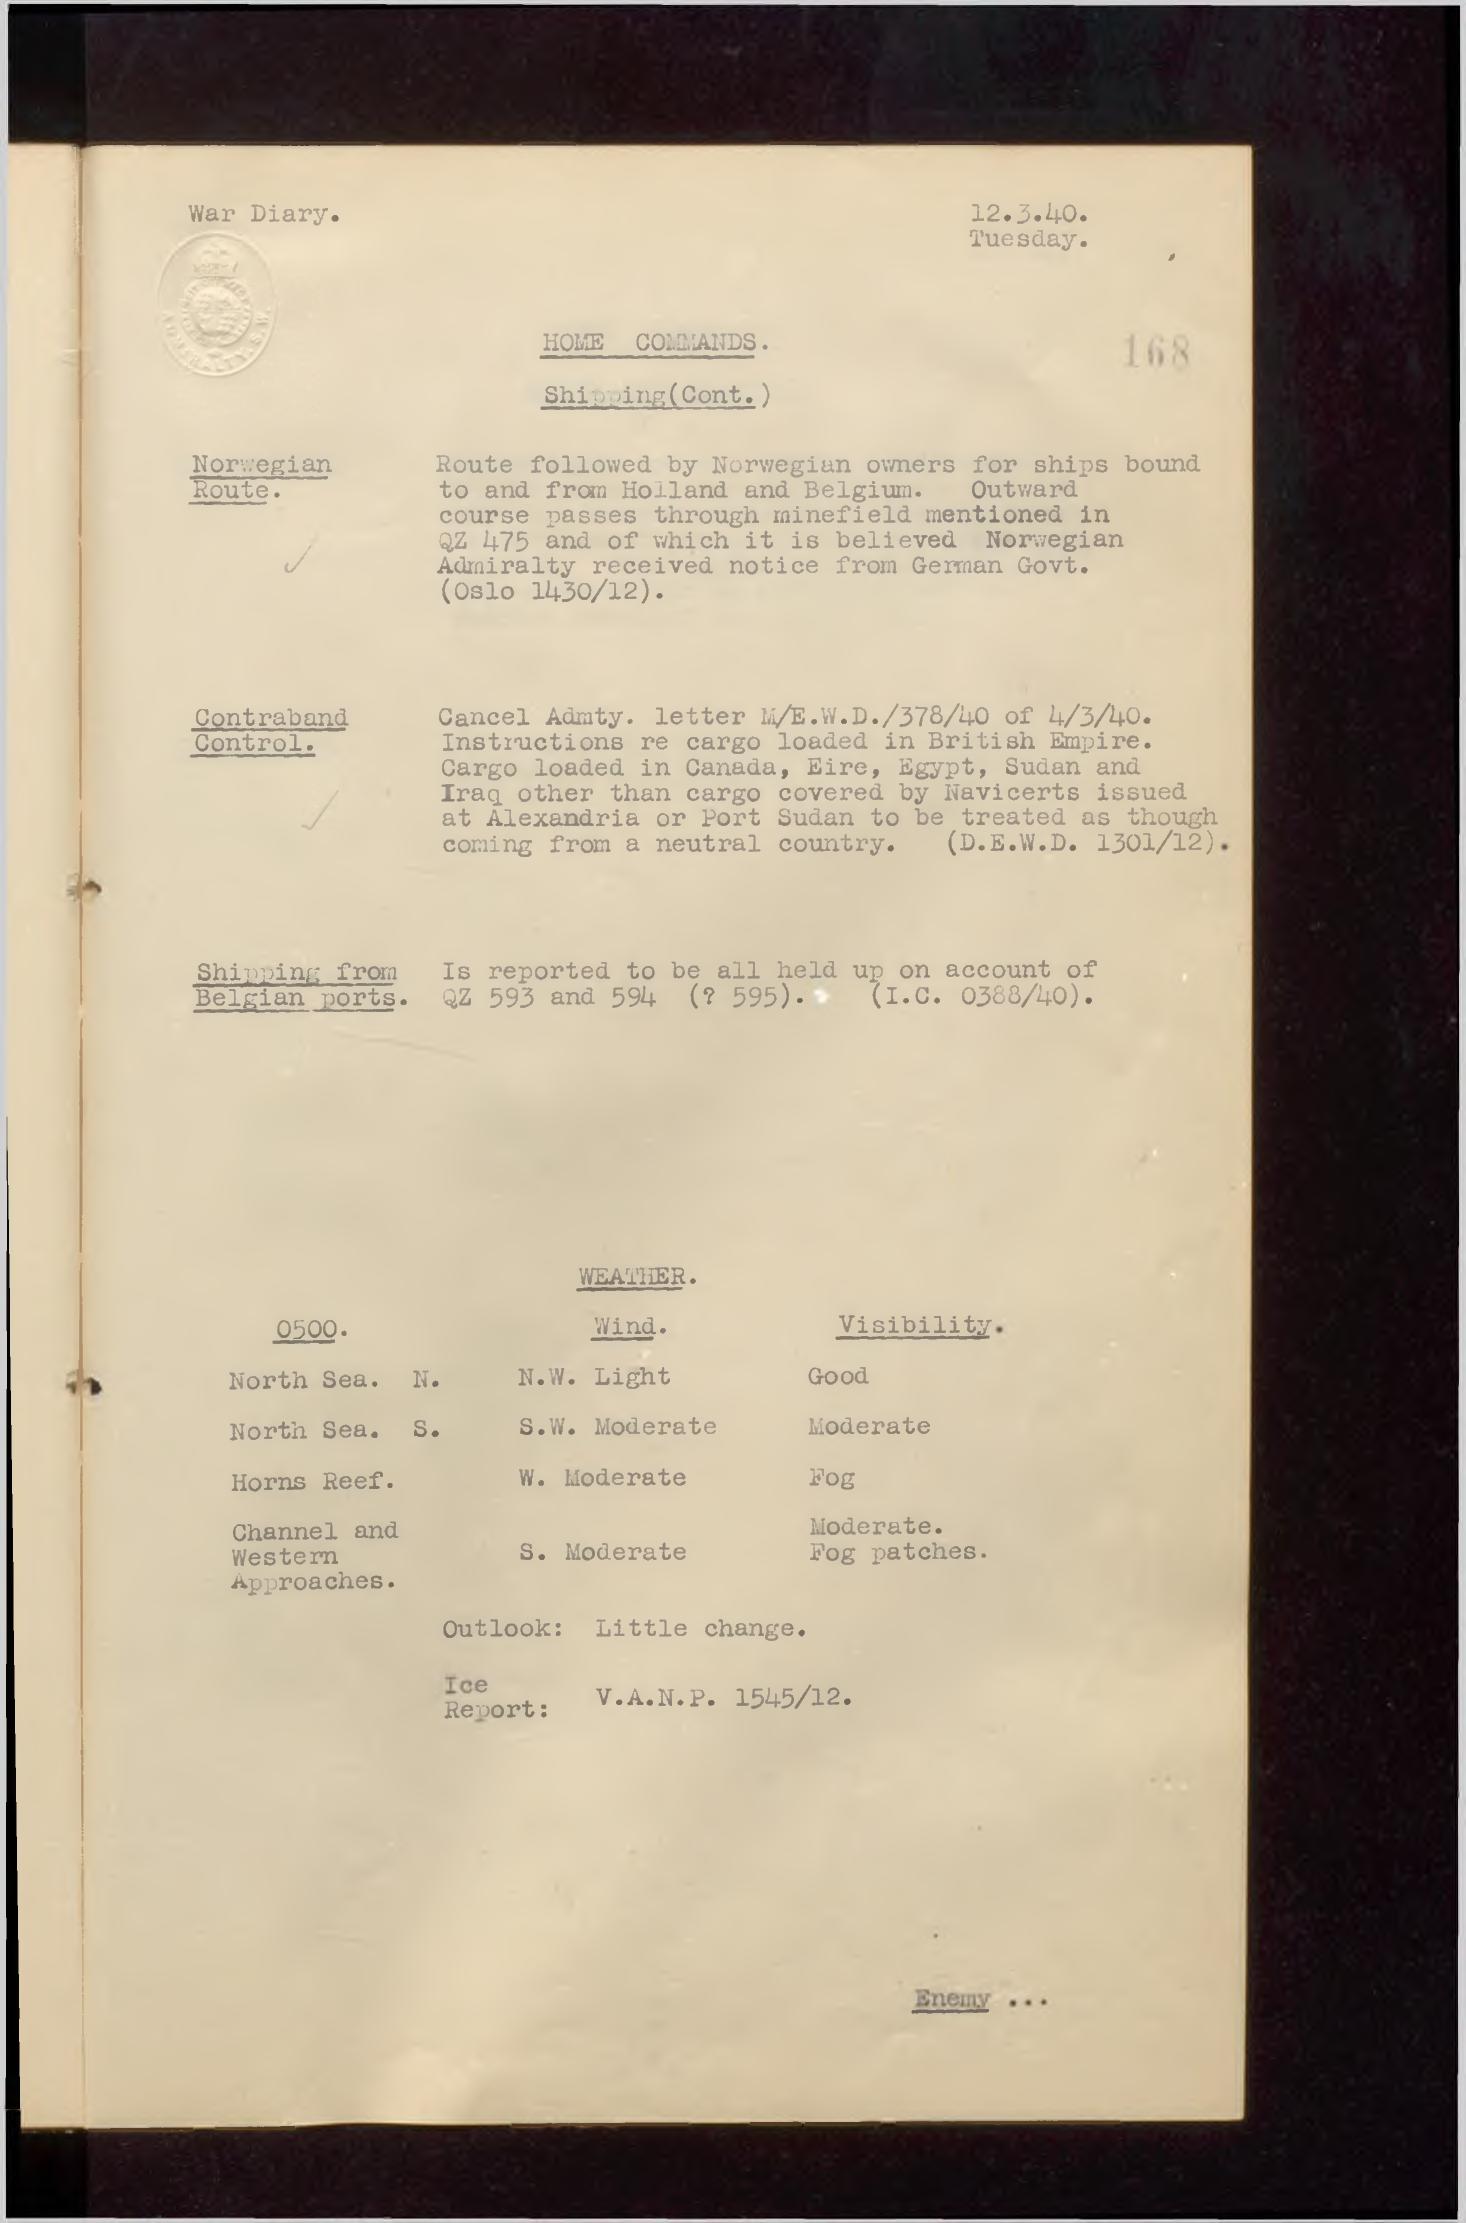 War Diary.
12.3.40.
Tuesday.
168
HOME COMMANDS.
Shipping(Cont.)
Norwegian
Route.
Route followed by Norwegian owners for ships bound
to and from Holland and Belgium. Outward
course passes through minefield mentioned in
QZ 475 and of which it is believed Norwegian
Admiralty received notice from German Govt.
(Oslo 1430/12).
Contraband
Control.
Cancel Admty. letter M/E.W.D./378/40 of 4/3/40.
Instructions re cargo loaded in British Empire.
Cargo loaded in Canada, Eire, Egypt, Sudan and
Iraq other than cargo covered by Navicerts issued
at Alexandria or Port Sudan to be treated as though
coming from a neutral country. (D.E.W.D. 1301/12).
Shipping from
Belgian ports.
Is reported to be all held up on account of
QZ 593 and 594 (? 595). (I.C. 0388/40).
WEATHER.
0500. Wind. Visibility.
North Sea. N. N.W. Light Good
North Sea. S. S.W. Moderate Moderate
Horns Reef. W. Moderate Fog
Channel and
Western
Approaches.
S. Moderate
Moderate.
Fog patches.
Outlook: Little change.
Ice
Report:
V.A.N.P. 1545/12.
Enemy ...